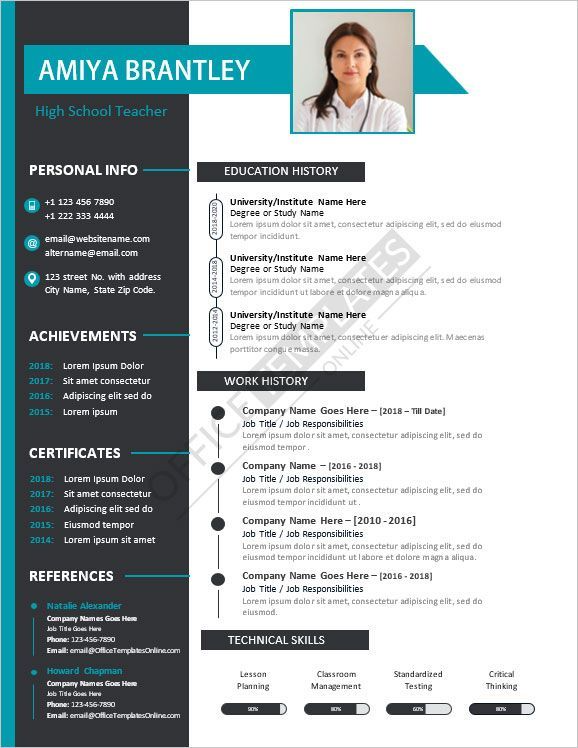 AMIYA BRANTLEY
High School Teacher
PERSONAL INFO
+1 123 456 7890
+1 222 333 4444
email@websitename.com
altername@email.com
123 street No. with address
City Name, State Zip Code.
ACHIEVEMENTS
2018: Lorem Ipsum Dolor
2017: Sit amet consectetur
2016: Adipiscing elit sed do
2015: Lorem ipsum
CERTIFICATES
2018: Lorem Ipsum Dolor
2017: Sit amet consectetur
2016: Adipiscing elit sed do
2015: Eiusmod tempor
2014: Lorem ipsum sit amet
REFERENCES
Natalie Alexander
Company Names Goes Here
Job Title Goes Here
Phone: 123-456-7890
Email: email@OfficeTemplatesOnline.com
Howard Chapman
Company Names Goes Here
Job Title Goes Here
Phone: 123-456-7890
Email: email@OfficeTemplatesOnline.com
EDUCATION HISTORY
2018-2020
University/Institute Name Here
Degree or Study Name
Lorem ipsum dolor sit amet, consectetur adipiscing elit, sed do eiusmod
tempor incididunt.
2014-2018
University/Institute Name Here
Degree or Study Name
Lorem ipsum dolor sit amet, consectetur adipiscing elit, sed do eiusmod
tempor incididunt ut labore et dolore magna aliqua.
2012-2014
University/Institute Name Here
Degree or Study Name
Lorem ipsum dolor sit amet, consectetuer adipiscing elit. Maecenas
porttitor congue massa.
WORK HISTORY
Company Name Goes Here – [2018 – Till Date]
Job Title / Job Responsibilities
Lorem ipsum dolor sit amet, consectetur adipiscing elit, sed do
eiusmod tempor .
Company Name – [2016 - 2018]
Job Title / Job Responsibilities
Lorem ipsum dolor sit amet, consectetur adipiscing elit, sed do
eiusmod tempor incididunt ut .
Company Name Here – [2010 - 2016]
Job Title / Job Responsibilities
Lorem ipsum dolor sit amet, consectetur adipiscing elit, sed do
eiusmod tempor incididunt ut labore et dolore magna.
Company Name Goes Here – [2016 - 2018]
Job Title / Job Responsibilities
Lorem ipsum dolor sit amet, consectetur adipiscing elit, sed do
eiusmod.
TECHNICAL SKILLS
Lesson
Planning
90%
Classroom
Management
80%
Standardized
Testing
60%
Critical
Thinking
80%
OFFICE TEMPLATES
ONLINE